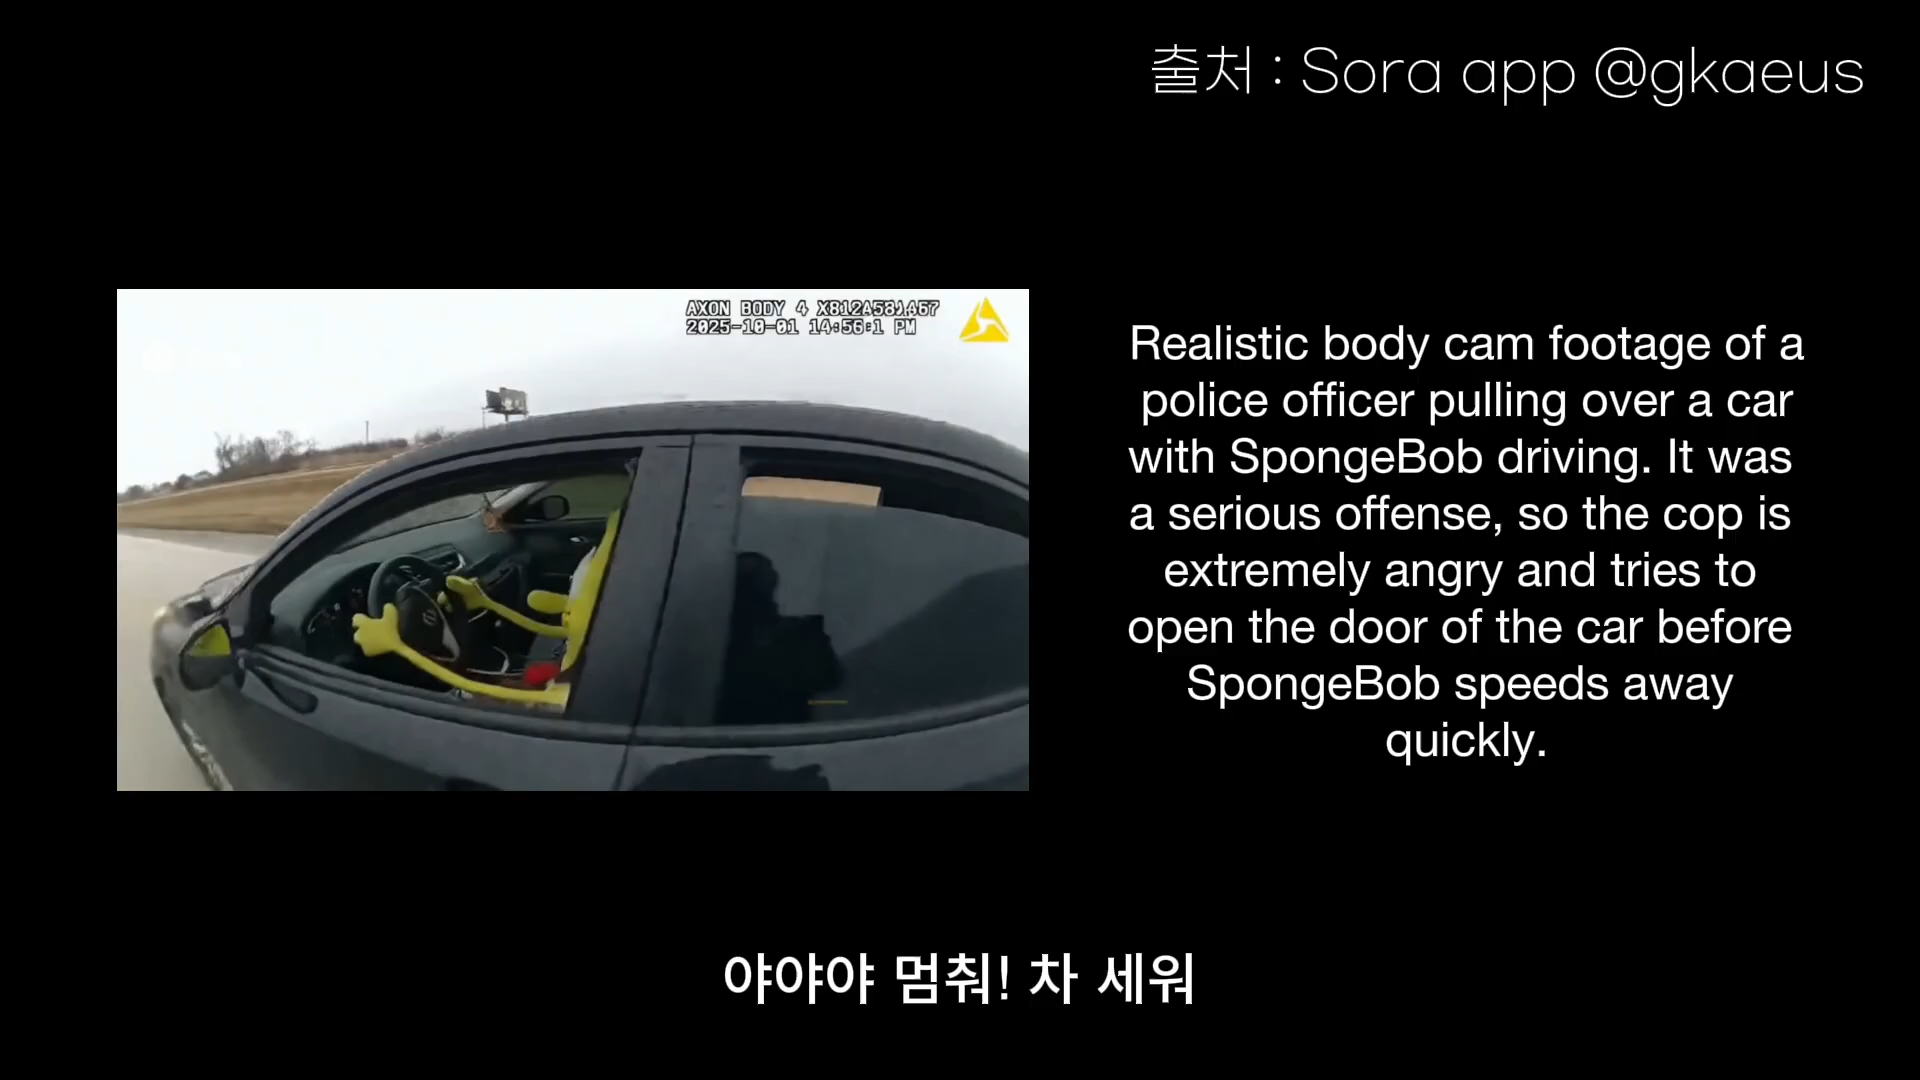 출처 : Sora app @gkaeus
AXON BODY 4 X812A581A67
2025-10-01 14:56:1 PM
Realistic body cam footage of a
police officer pulling over a car
with SpongeBob driving. It was
a serious offense, so the cop is
extremely angry and tries to
open the door of the car before
SpongeBob speeds away
quickly.
야야야 멈춰! 차 세워